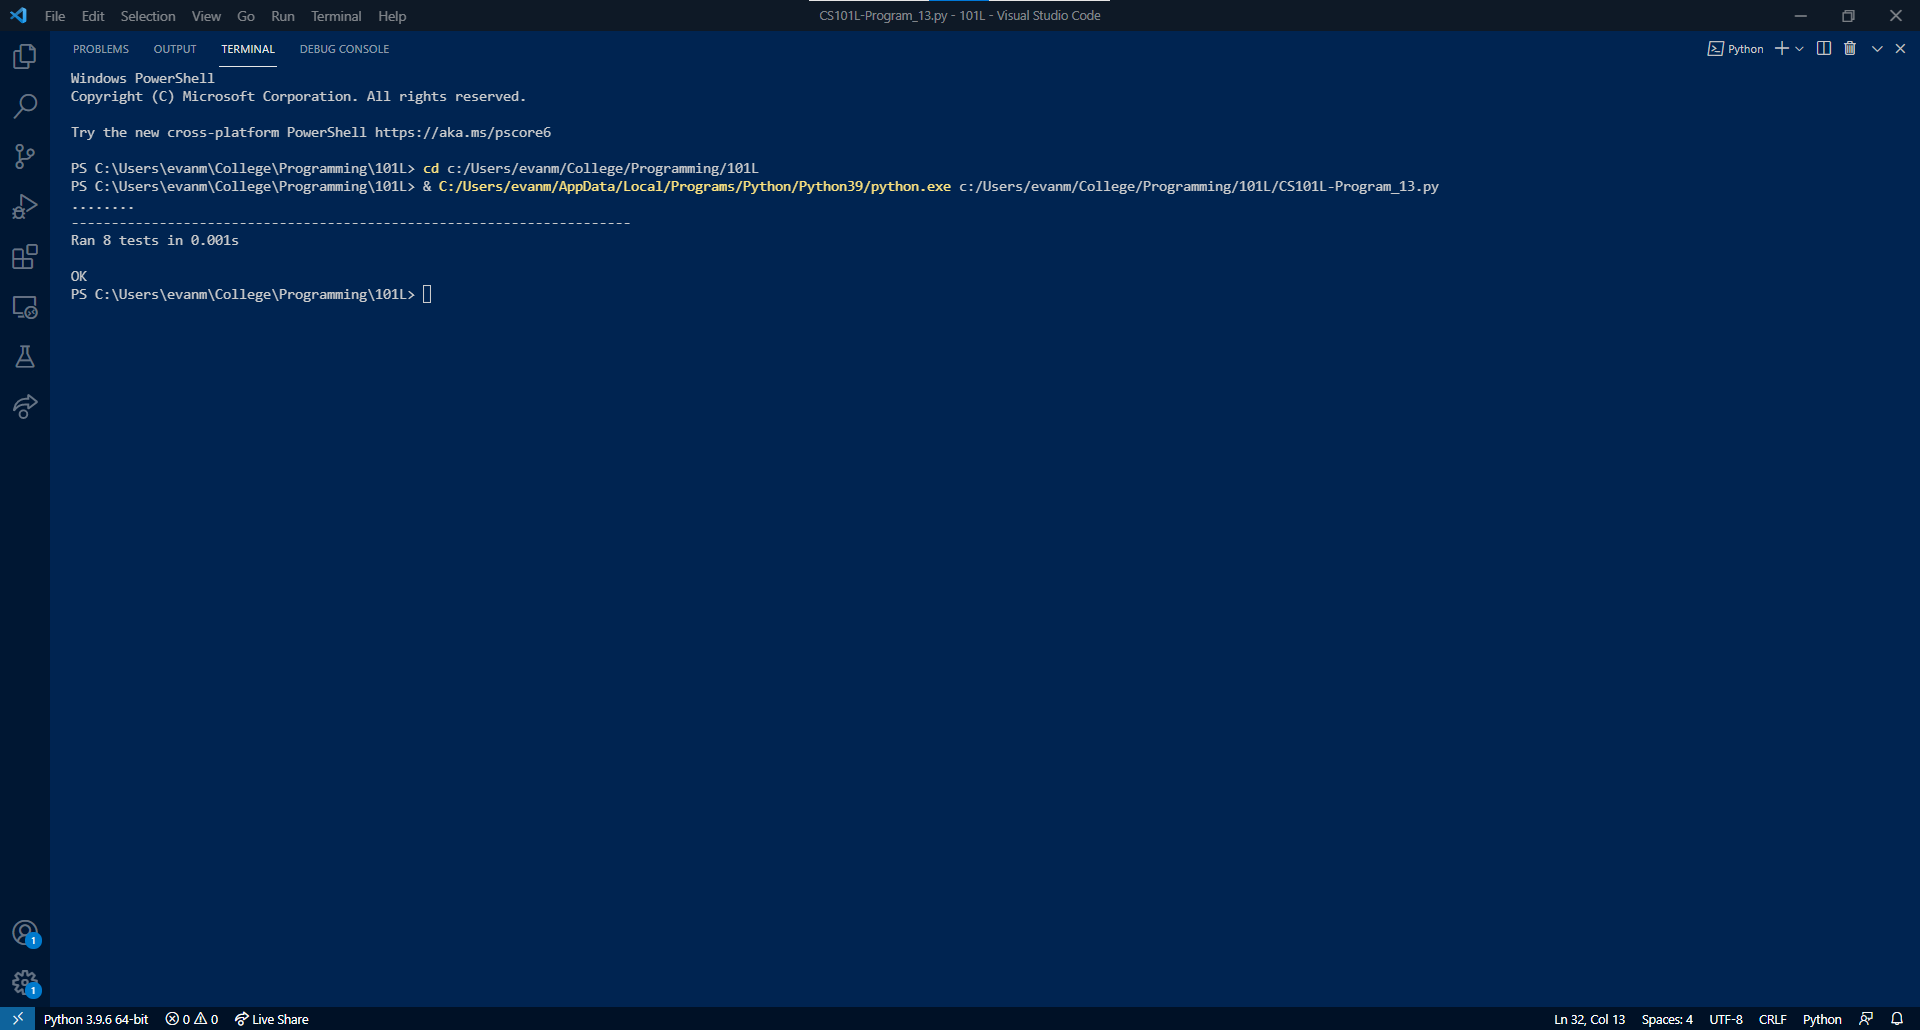 File Edit Selection View Go Run Terminal Help
CS101L-Program_13.py - 101L - Visual Studio Code
PROBLEMS OUTPUT TERMINAL DEBUG CONSOLE
Python
Windows PowerShell
Copyright (C) Microsoft Corporation. All rights reserved.
Try the new cross-platform PowerShell https://aka.ms/pscore6
PS C:\Users\evanm\College\Programming\101L> cd c:/Users/evanm/College/Programming/101L
PS C:\Users\evanm\College\Programming\101L> & C:/Users/evanm/AppData/Local/Programs/Python/Python39/python.exe c:/Users/evanm/College/Programming/101L/CS101L-Program_13.py
........
----------------------------------------------------------------------
Ran 8 tests in 0.001s
OK
PS C:\Users\evanm\College\Programming\101L>
1
1
Python 3.9.6 64-bit 0 0 Live Share
Ln 32, Col 13 Spaces: 4 UTF-8 CRLF Python